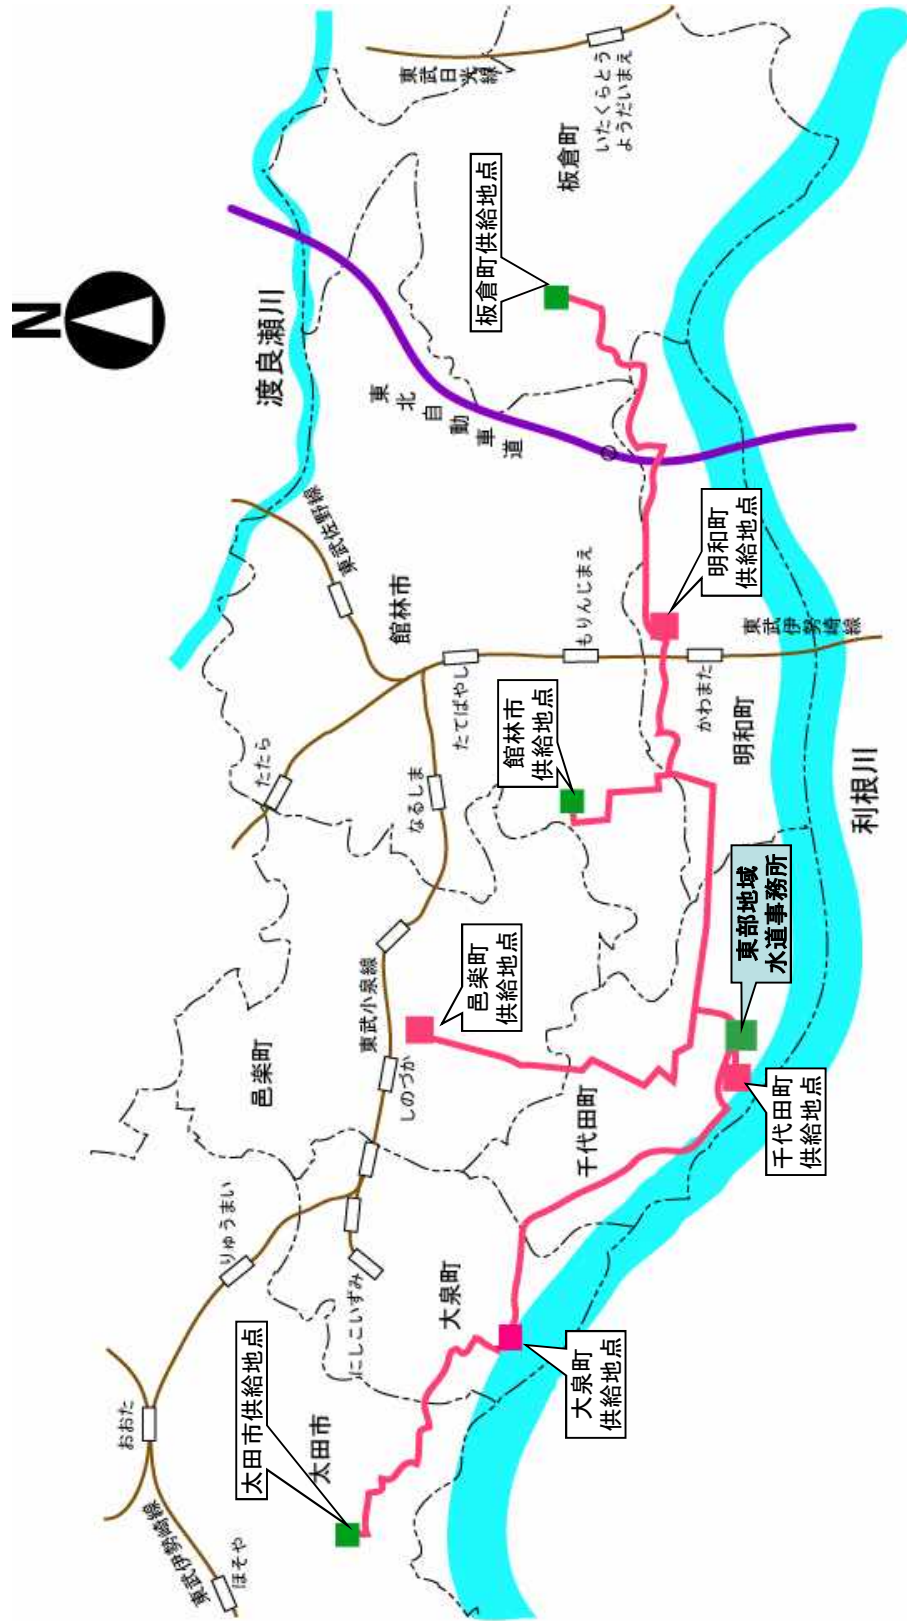 N
渡良瀬川
東武日光線
いたくらとう
ようだいまえ
板倉町
板倉町供給地点
東北自動車道
東武佐野線
館林市
もりんじまえ
明和町
供給地点
東武伊勢崎線
たてばやし
かわまた
たたら
なるしま
館林市
供給地点
明和町
利根川
東武小泉線
邑楽町
供給地点
東部地域
水道事務所
邑楽町
しのづか
千代田町
千代田町
供給地点
りゅうまい
にしこいずみ
大泉町
大泉町
供給地点
太田市供給地点
太田市
おおた
東武伊勢崎線
ほそや